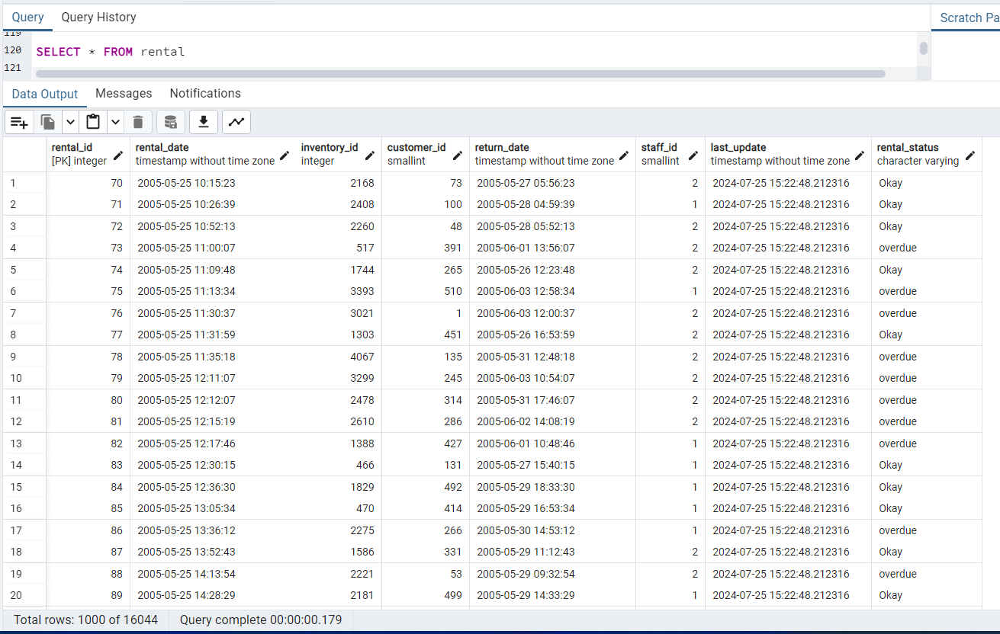 Query Query History Scratch Pa
119
120 SELECT * FROM rental
121
Data Output Messages Notifications
rental_id rental_date inventory_id customer_id return_date staff_id last_update rental_status
[PK] integer timestamp without time zone integer smallint timestamp without time zone smallint timestamp without time zone character varying
1 70 2005-05-25 10:15:23 2168 73 2005-05-27 05:56:23 2 2024-07-25 15:22:48.212316 Okay
2 71 2005-05-25 10:26:39 2408 100 2005-05-28 04:59:39 1 2024-07-25 15:22:48.212316 Okay
3 72 2005-05-25 10:52:13 2260 48 2005-05-28 05:52:13 2 2024-07-25 15:22:48.212316 Okay
4 73 2005-05-25 11:00:07 517 391 2005-06-01 13:56:07 2 2024-07-25 15:22:48.212316 overdue
5 74 2005-05-25 11:09:48 1744 265 2005-05-26 12:23:48 2 2024-07-25 15:22:48.212316 Okay
6 75 2005-05-25 11:13:34 3393 510 2005-06-03 12:58:34 1 2024-07-25 15:22:48.212316 overdue
7 76 2005-05-25 11:30:37 3021 1 2005-06-03 12:00:37 2 2024-07-25 15:22:48.212316 overdue
8 77 2005-05-25 11:31:59 1303 451 2005-05-26 16:53:59 2 2024-07-25 15:22:48.212316 Okay
9 78 2005-05-25 11:35:18 4067 135 2005-05-31 12:48:18 2 2024-07-25 15:22:48.212316 overdue
10 79 2005-05-25 12:11:07 3299 245 2005-06-03 10:54:07 2 2024-07-25 15:22:48.212316 overdue
11 80 2005-05-25 12:12:07 2478 314 2005-05-31 17:46:07 2 2024-07-25 15:22:48.212316 overdue
12 81 2005-05-25 12:15:19 2610 286 2005-06-02 14:08:19 2 2024-07-25 15:22:48.212316 overdue
13 82 2005-05-25 12:17:46 1388 427 2005-06-01 10:48:46 1 2024-07-25 15:22:48.212316 overdue
14 83 2005-05-25 12:30:15 466 131 2005-05-27 15:40:15 1 2024-07-25 15:22:48.212316 Okay
15 84 2005-05-25 12:36:30 1829 492 2005-05-29 18:33:30 1 2024-07-25 15:22:48.212316 Okay
16 85 2005-05-25 13:05:34 470 414 2005-05-29 16:53:34 1 2024-07-25 15:22:48.212316 Okay
17 86 2005-05-25 13:36:12 2275 266 2005-05-30 14:53:12 1 2024-07-25 15:22:48.212316 overdue
18 87 2005-05-25 13:52:43 1586 331 2005-05-29 11:12:43 2 2024-07-25 15:22:48.212316 Okay
19 88 2005-05-25 14:13:54 2221 53 2005-05-29 09:32:54 2 2024-07-25 15:22:48.212316 overdue
20 89 2005-05-25 14:28:29 2181 499 2005-05-29 14:33:29 1 2024-07-25 15:22:48.212316 Okay
Total rows: 1000 of 16044 Query complete 00:00:00.179